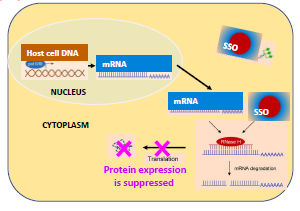 Host cell DNA
mRNA
NUCLEUS
SSO
mRNA
SSO
CYTOPLASM
RNase H
mRNA degradation
Translation
Protein expression
is suppressed